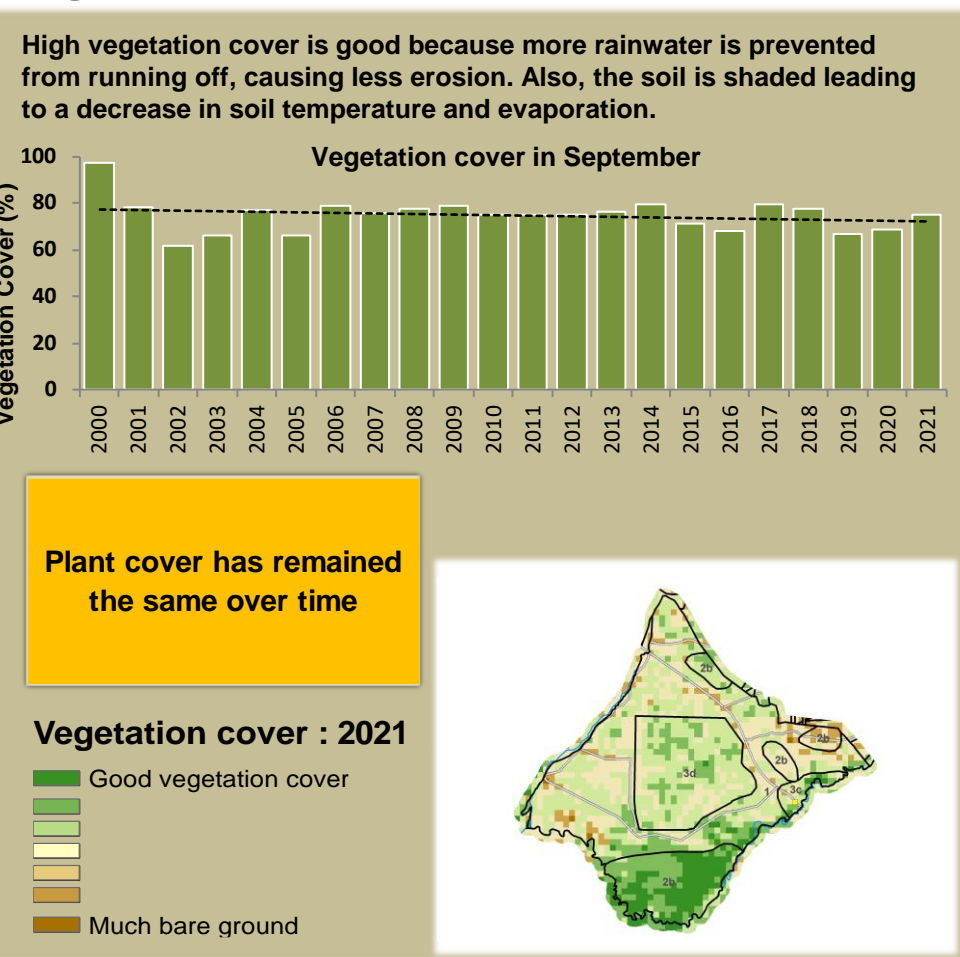 High vegetation cover is good because more rainwater is prevented
from running off, causing less erosion. Also, the soil is shaded leading
to a decrease in soil temperature and evaporation.
Vegetation cover in September
Vegetation Cover (%)
100
80
60
40
20
0
2000 2001 2002 2003 2004 2005 2006 2007 2008 2009 2010 2011 2012 2013 2014 2015 2016 2017 2018 2019 2020 2021
Plant cover has remained
the same over time
Vegetation cover : 2021
Good vegetation cover
Much bare ground
2b
2b
2b
3d
1
3c
2b